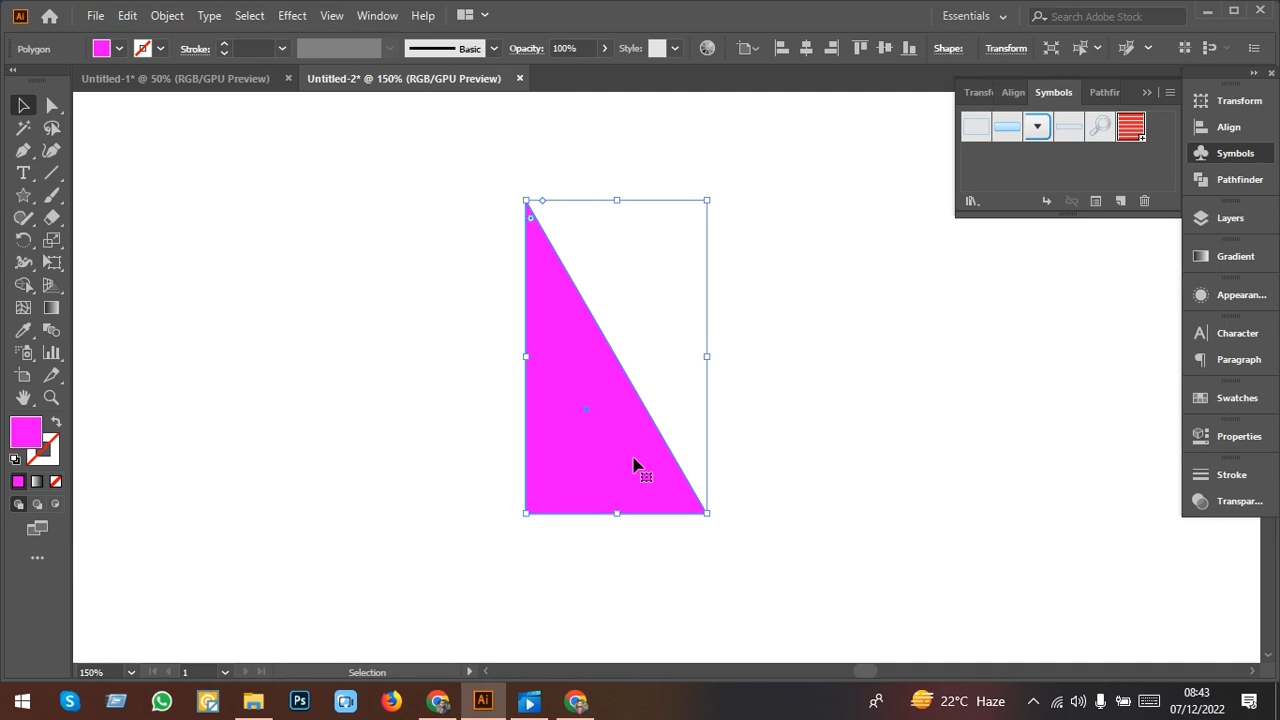 Ai File Edit Object Type Select Effect View Window Help Essentials Search Adobe Stock
Polygon Stroke: Basic Opacity: 100% Style: Shape: Transform
Untitled-1* @ 50% (RGB/GPU Preview) Untitled-2* @ 150% (RGB/GPU Preview)
Transf Align Symbols Pathfir
Transform
Align
Symbols
Pathfinder
Layers
Gradient
Appearan...
Character
Paragraph
Swatches
Properties
Stroke
Transpar...
150% 1 Selection
Ps Ai 22°C Haze 08:43
07/12/2022